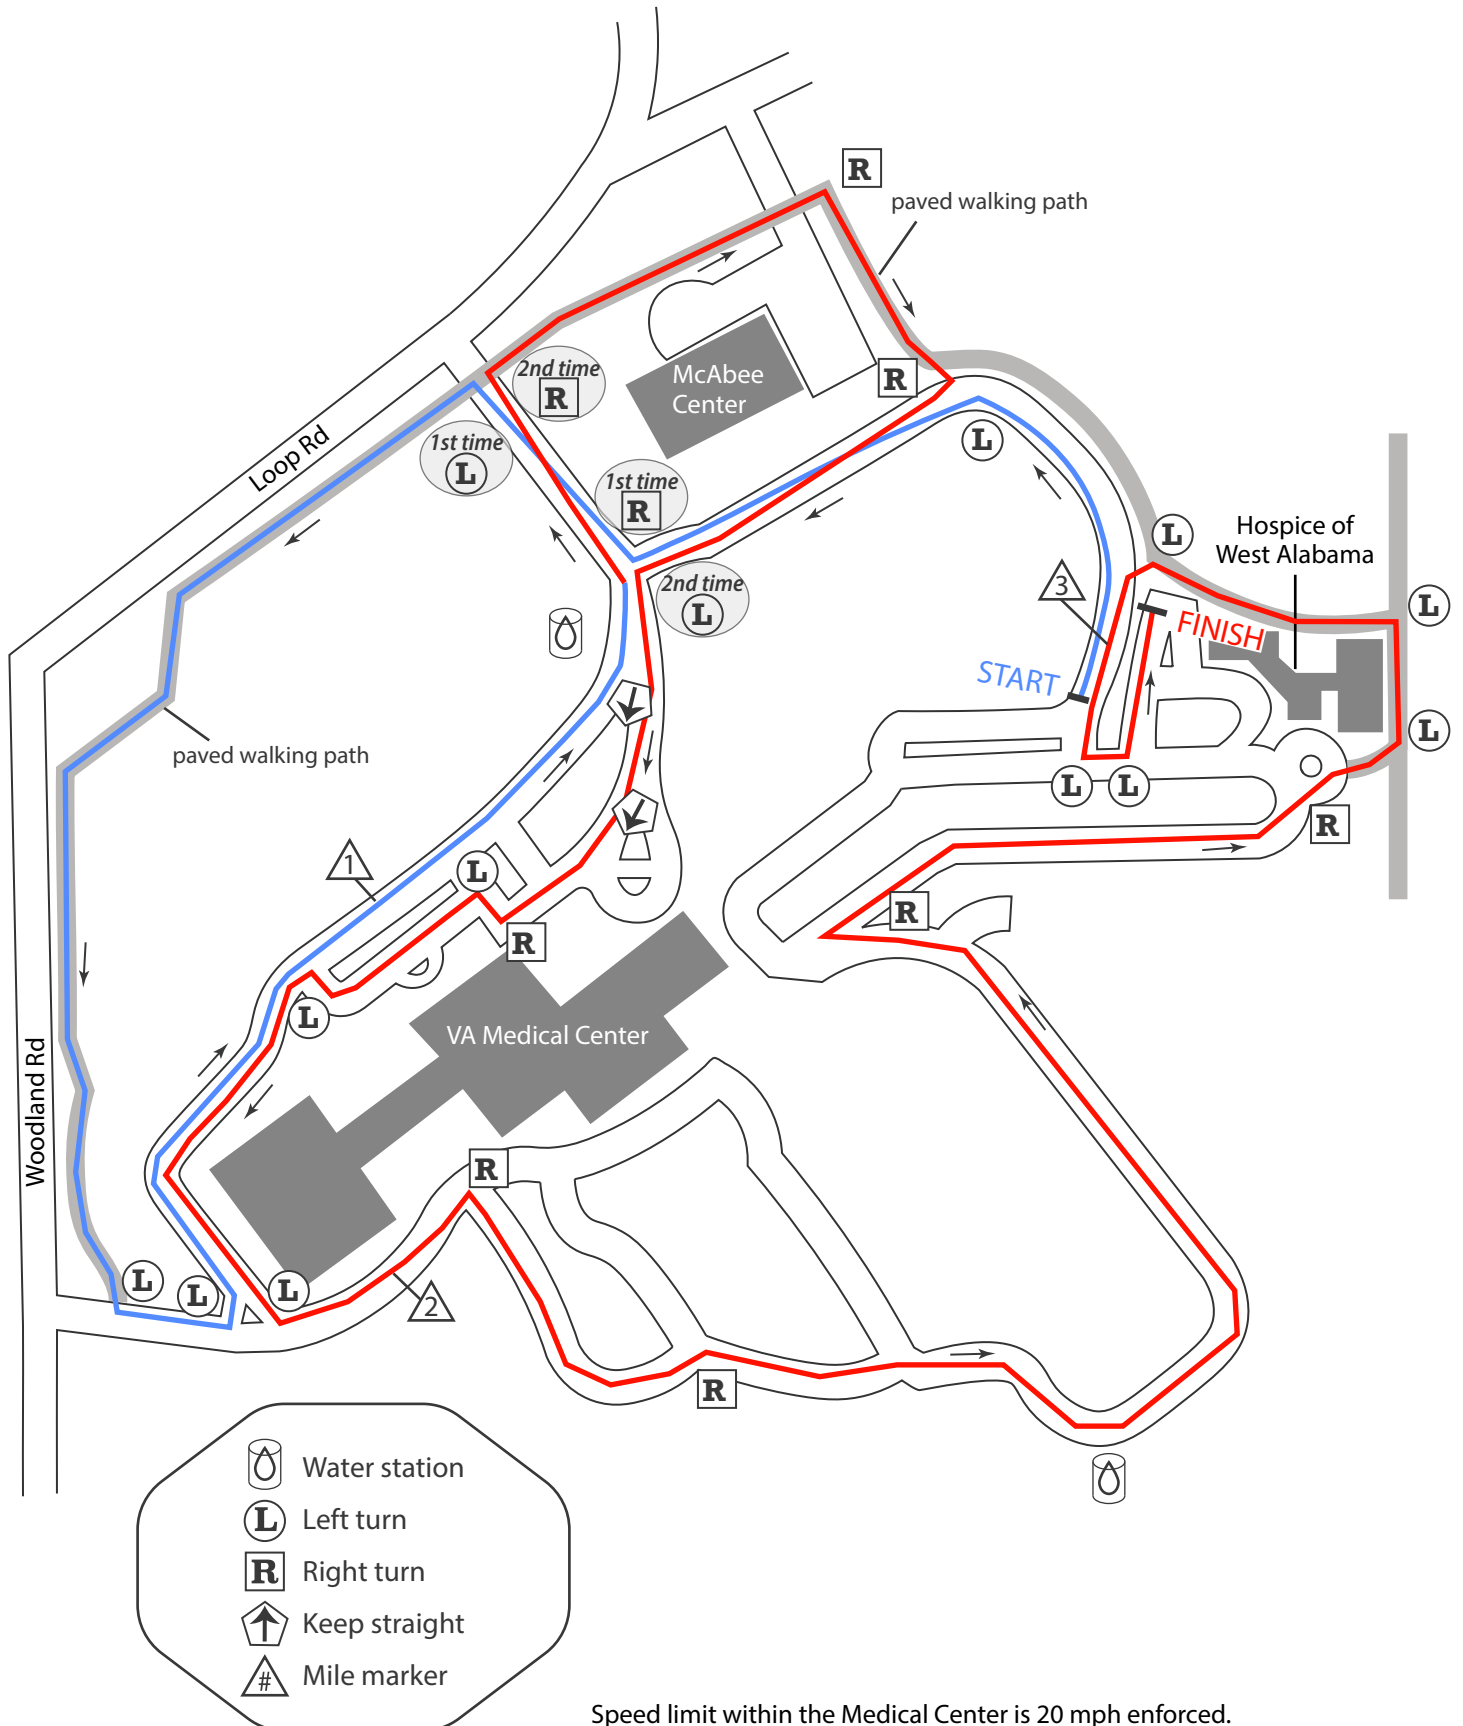 R
paved walking path
2nd time
R
McAbee
Center
R
1st time
L
L
Loop Rd
1st time
R
Hospice of
West Alabama
L
2nd time
L
3
L
FINISH
START
L
paved walking path
L
L
R
1
L
R
R
L
VA Medical Center
Woodland Rd
R
L
L
L
2
R
Water station
L
Left turn
R
Right turn
Keep straight
#
Mile marker
Speed limit within the Medical Center is 20 mph enforced.